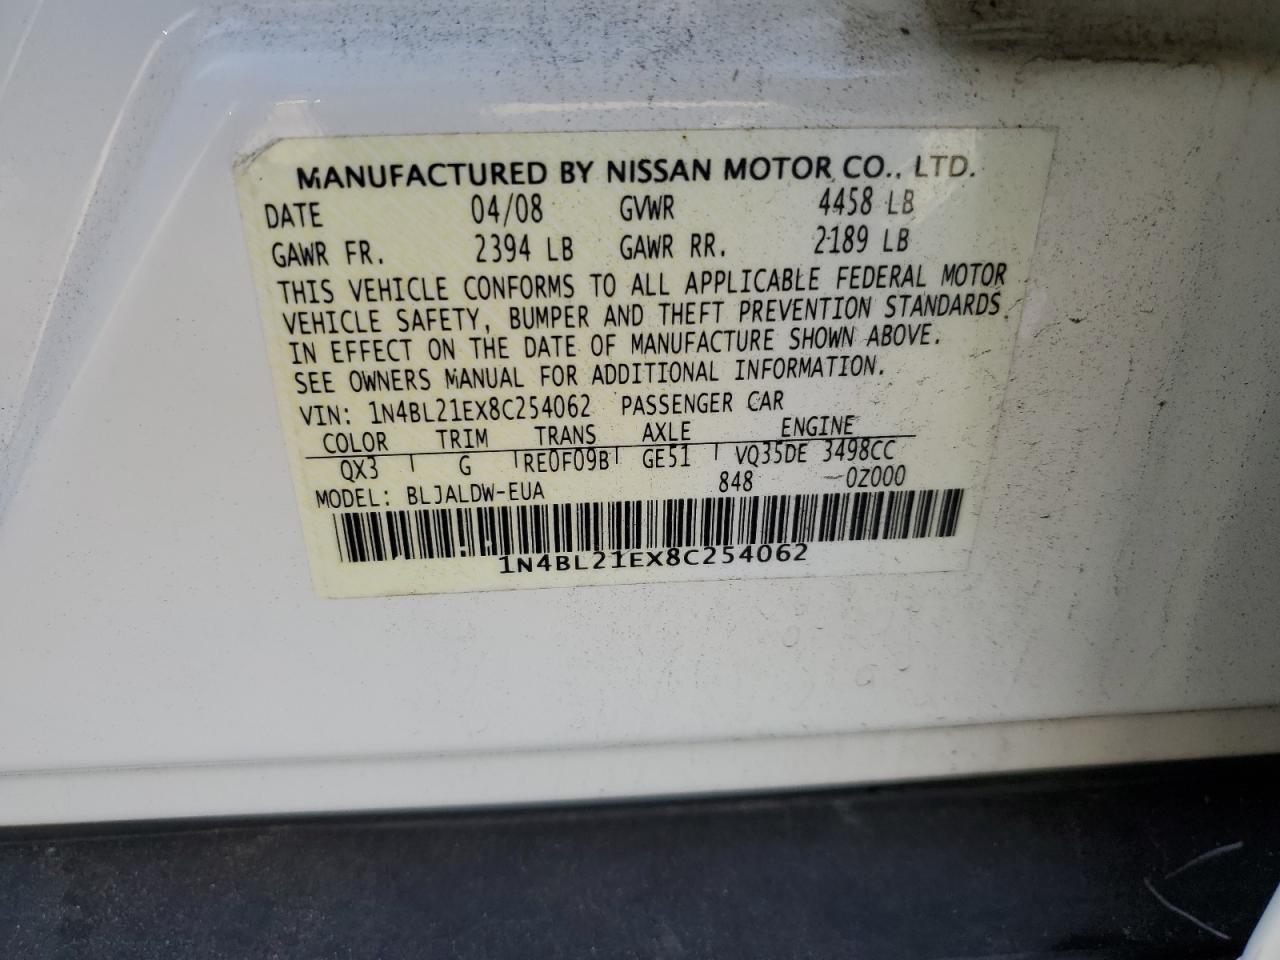 MANUFACTURED BY NISSAN MOTOR CO., LTD.
DATE 04/08 GVWR 4458 LB
GAWR FR. 2394 LB GAWR RR. 2189 LB
THIS VEHICLE CONFORMS TO ALL APPLICABLE FEDERAL MOTOR
VEHICLE SAFETY, BUMPER AND THEFT PREVENTION STANDARDS
IN EFFECT ON THE DATE OF MANUFACTURE SHOWN ABOVE.
SEE OWNERS MANUAL FOR ADDITIONAL INFORMATION.
VIN: 1N4BL21EX8C254062 PASSENGER CAR
COLOR TRIM TRANS AXLE ENGINE
QX3 G RE0F09B GE51 VQ35DE 3498CC
MODEL: BLJALDW-EUA 848 0Z000
1N4BL21EX8C254062